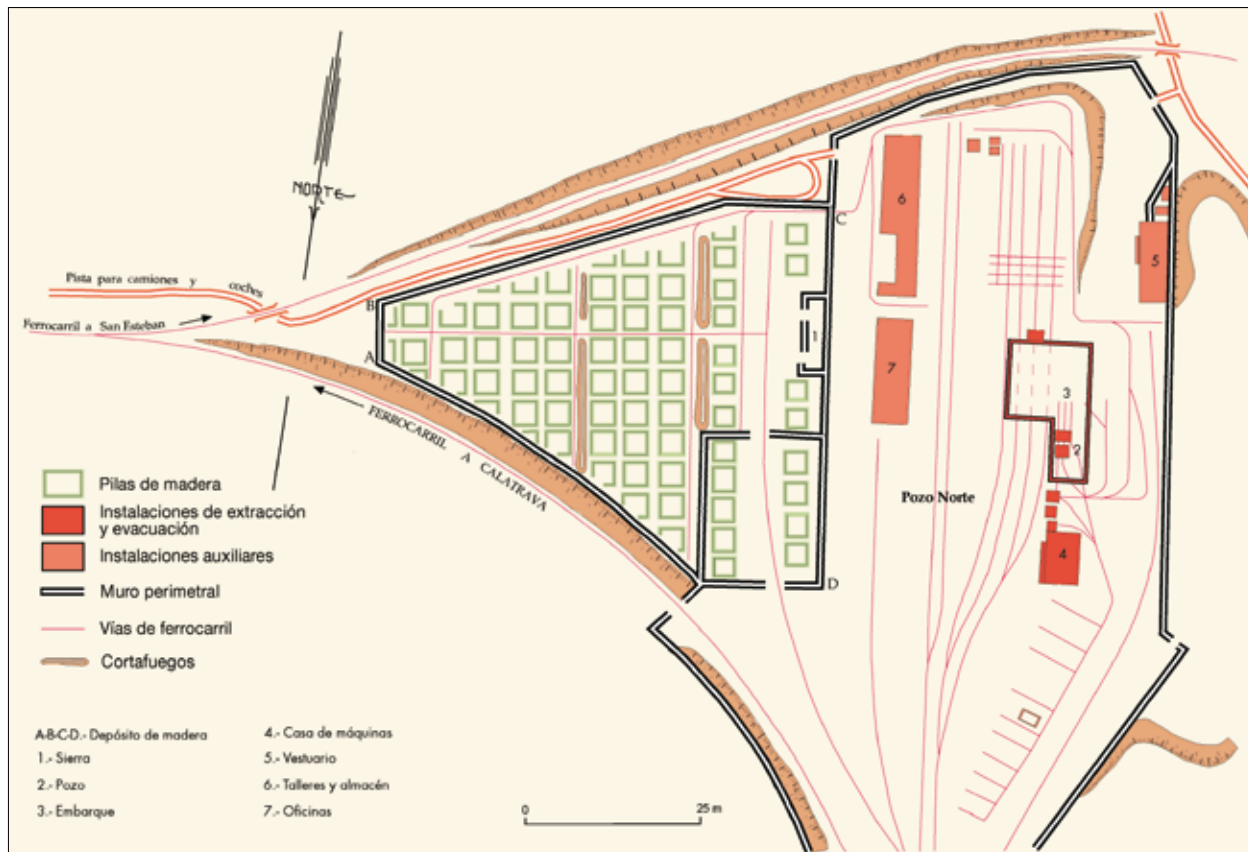 NORTE
Pista para camiones y coches
Ferrocarril a San Esteban
B
A
C
D
FERROCARRIL A CALATRAVA
6
7
1
5
3
2
4
Pozo Norte
Pilas de madera
Instalaciones de extracción
y evacuación
Instalaciones auxiliares
Muro perimetral
Vías de ferrocarril
Cortafuegos
A-B-C-D.- Depósito de madera
1.- Sierra
2.- Pozo
3.- Embarque
4.- Casa de máquinas
5.- Vestuario
6.- Talleres y almacén
7.- Oficinas
0 25 m